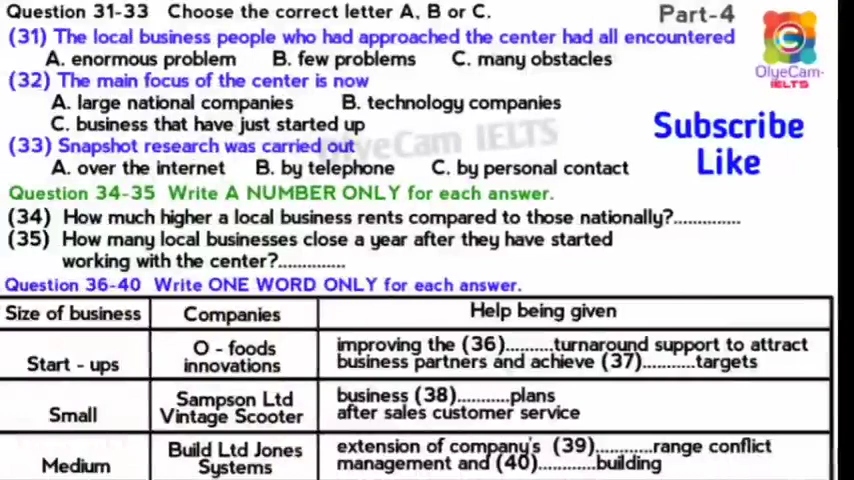 Question 31-33 Choose the correct letter A, B or C.
Part-4
(31) The local business people who had approached the center had all encountered
A. enormous problem B. few problems C. many obstacles
OlyeCam-
IELTS
(32) The main focus of the center is now
A. large national companies B. technology companies
C. business that have just started up
Subscribe
Like
(33) Snapshot research was carried out
OlyeCam IELTS
A. over the internet B. by telephone C. by personal contact
Question 34-35 Write A NUMBER ONLY for each answer.
(34) How much higher a local business rents compared to those nationally?.............
(35) How many local businesses close a year after they have started
working with the center?.............
Question 36-40 Write ONE WORD ONLY for each answer.
Size of business Companies Help being given
Start - ups
O - foods
innovations
improving the (36)..........turnaround support to attract
business partners and achieve (37)...........targets
Small
Sampson Ltd
Vintage Scooter
business (38)...........plans
after sales customer service
Medium
Build Ltd Jones
Systems
extension of company's (39)............range conflict
management and (40)............building